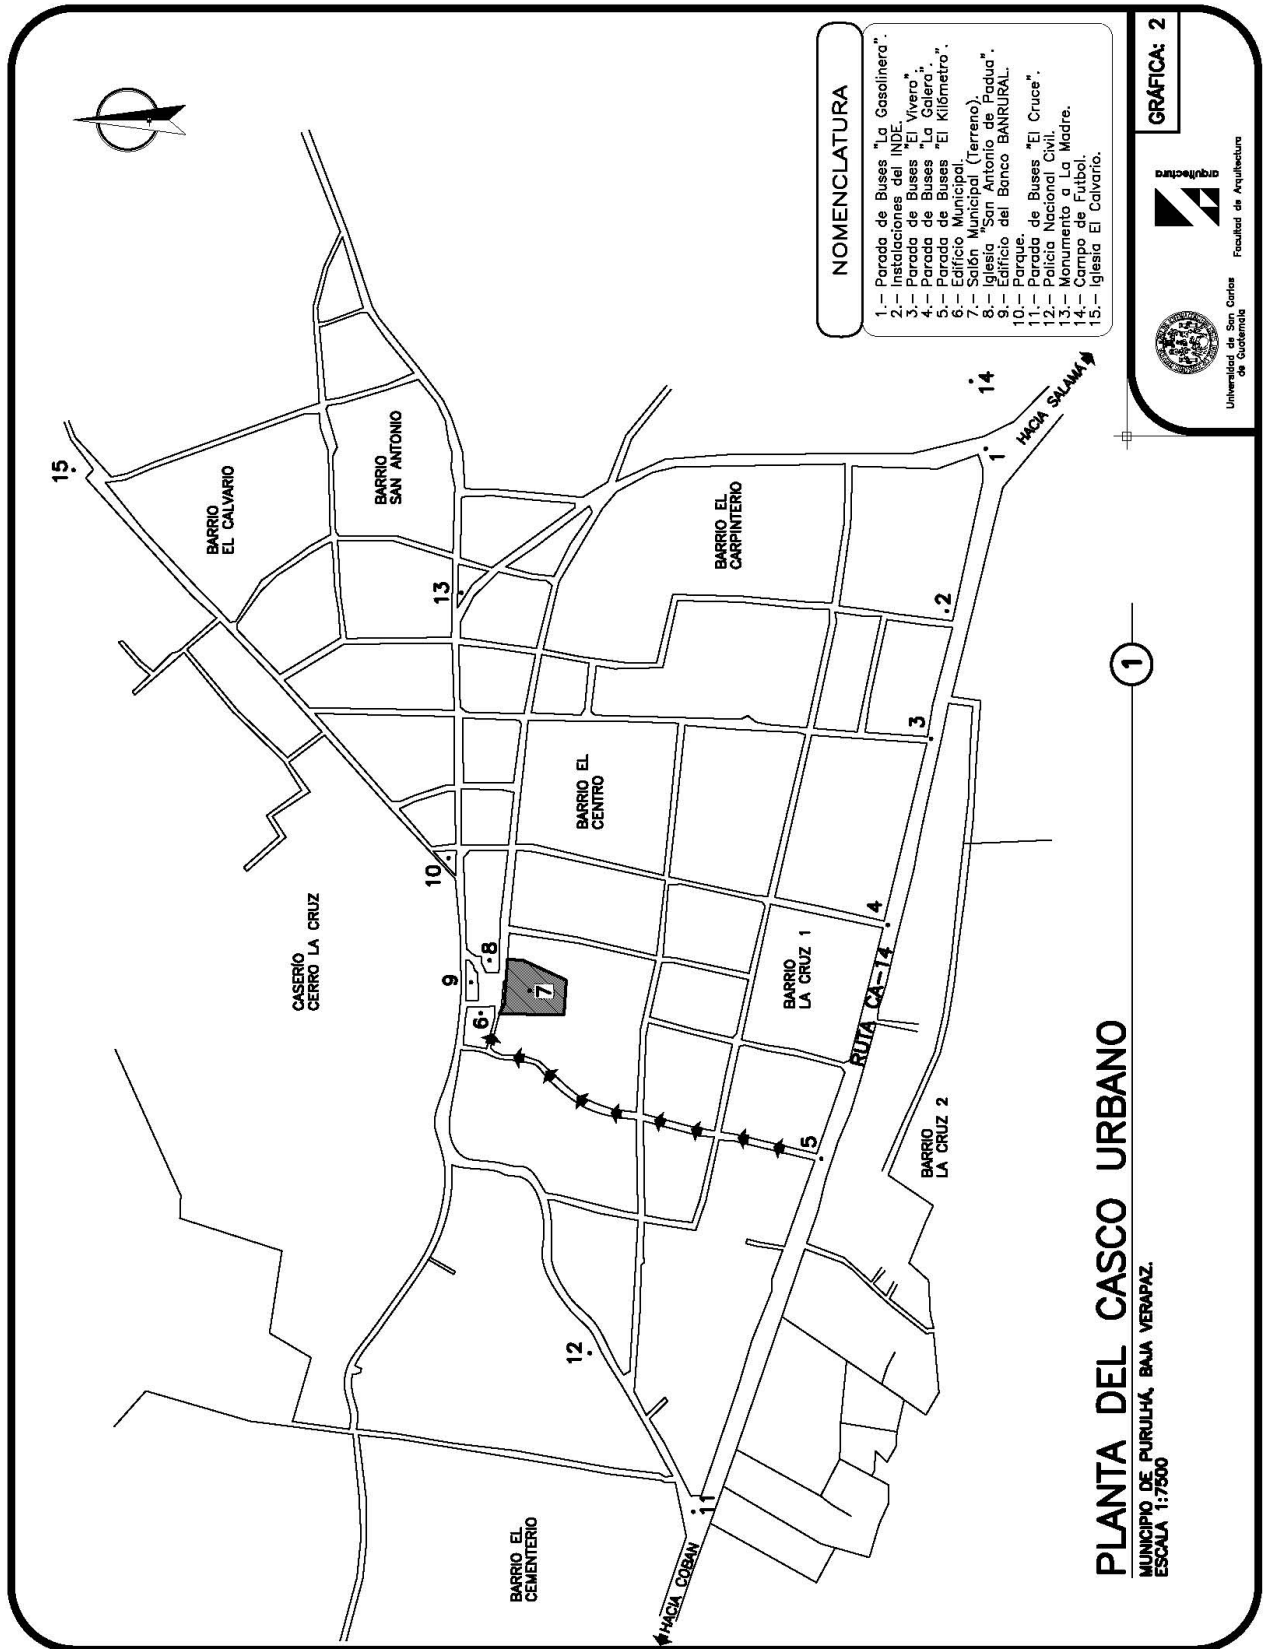 PLANTA DEL CASCO URBANO
MUNICIPIO DE PURULHÁ, BAJA VERAPAZ.
ESCALA 1:7500
1
NOMENCLATURA
1.- Parada de Buses "La Gasolinera".
2.- Instalaciones del INDE.
3.- Parada de Buses "El Vivero".
4.- Parada de Buses "La Galera".
5.- Parada de Buses "El Kilómetro".
6.- Edificio Municipal.
7.- Salón Municipal (Terreno).
8.- Iglesia "San Antonio de Padua".
9.- Edificio del Banco BANRURAL.
10.- Parque.
11.- Parada de Buses "El Cruce".
12.- Policia Nacional Civil.
13.- Monumento a La Madre.
14.- Campo de Futbol.
15.- Iglesia El Calvario.
GRÁFICA: 2
Universidad de San Carlos
de Guatemala
Facultad de Arquitectura
arquitectura
BARRIO
EL CALVARIO
BARRIO
SAN ANTONIO
BARRIO EL
CARPINTERIO
BARRIO EL
CENTRO
CASERÍO
CERRO LA CRUZ
BARRIO
LA CRUZ 1
BARRIO
LA CRUZ 2
BARRIO EL
CEMENTERIO
RUTA CA-14
HACIA SALAMÁ
HACIA COBAN
15
13
14
1
2
3
10
4
9
8
7
6
5
12
11